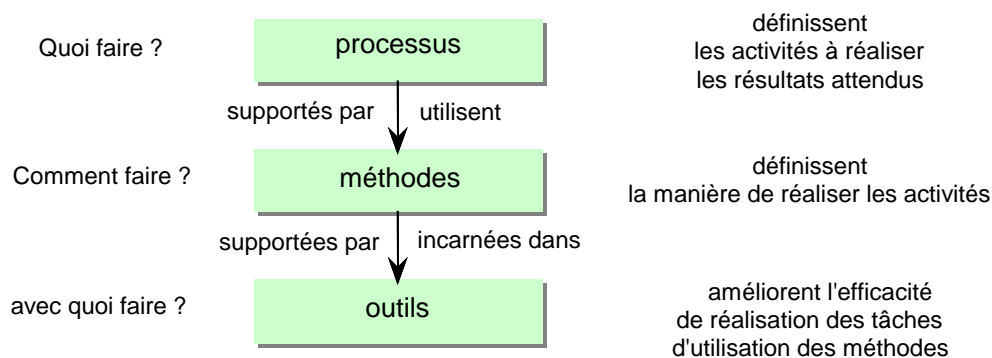 Quoi faire ?
processus
définissent
les activités à réaliser
les résultats attendus
supportés par
utilisent
Comment faire ?
méthodes
définissent
la manière de réaliser les activités
supportées par
incarnées dans
avec quoi faire ?
outils
améliorent l'efficacité
de réalisation des tâches
d'utilisation des méthodes